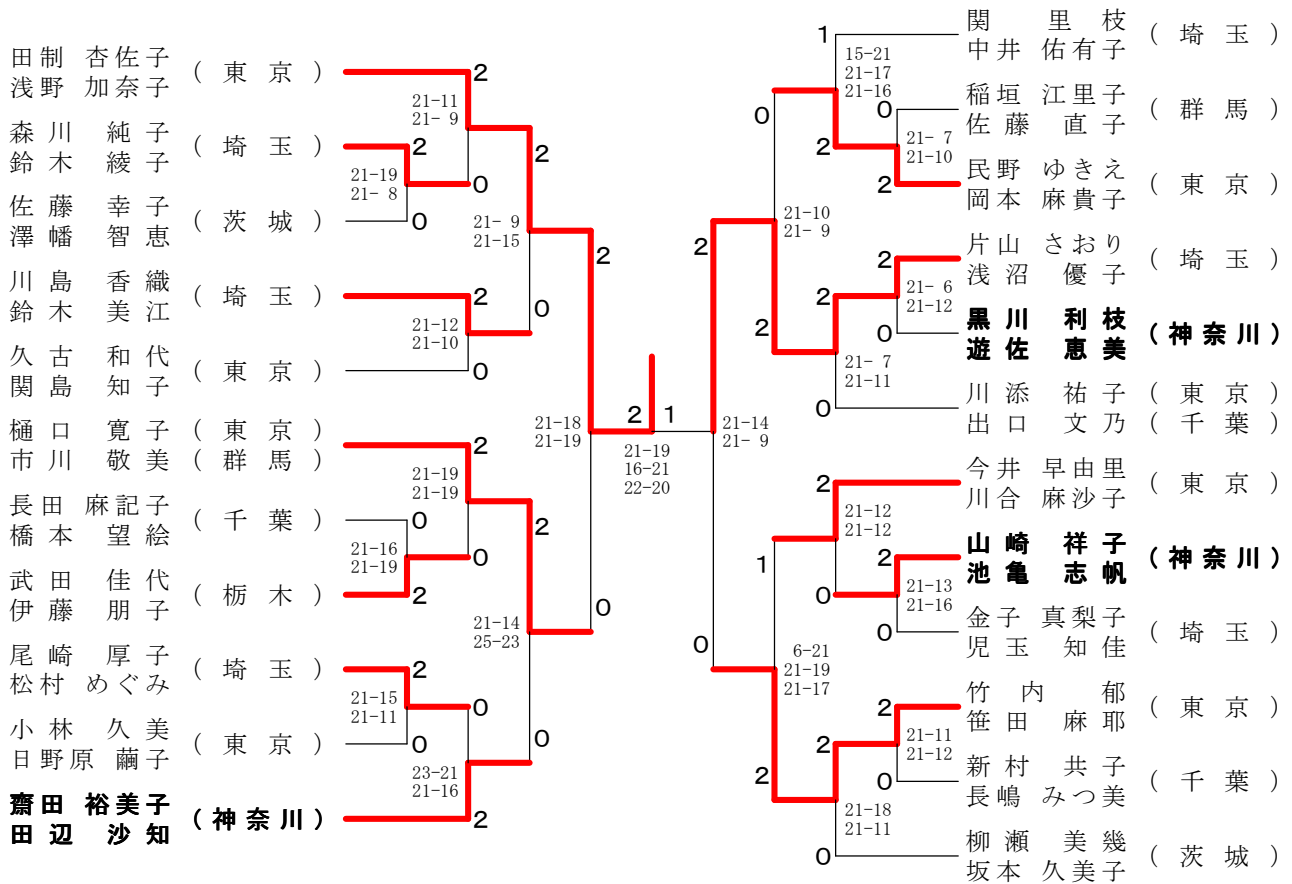 田制 杏佐子
浅野 加奈子
( 東 京 )
2
21-11
21- 9
森川 純子
鈴木 綾子
( 埼 玉 )
2
21-19
21- 8
0
佐藤 幸子
澤幡 智恵
( 茨 城 )
0
2
21- 9
21-15
川島 香織
鈴木 美江
( 埼 玉 )
2
21-12
21-10
0
久古 和代
関島 知子
( 東 京 )
0
2
21-18
21-19
樋口 寛子 ( 東 京 )
市川 敬美 ( 群 馬 )
2
21-19
21-19
長田 麻記子
橋本 望絵
( 千 葉 )
0
21-16
21-19
0
武田 佳代
伊藤 朋子
( 栃 木 )
2
2
21-14
25-23
0
尾崎 厚子
松村 めぐみ
( 埼 玉 )
2
21-15
21-11
0
小林 久美
日野原 繭子
( 東 京 )
0
0
23-21
21-16
齋田 裕美子
田辺 沙知
(神奈川)
2
2 1
21-19
16-21
22-20
関 里枝
中井 佑有子
( 埼 玉 )
1
15-21
21-17
21-16
稲垣 江里子
佐藤 直子
( 群 馬 )
0
21- 7
21-10
0
2
民野 ゆきえ
岡本 麻貴子
( 東 京 )
2
21-10
21- 9
2
片山 さおり
浅沼 優子
( 埼 玉 )
2
21- 6
21-12
2
2
黒川 利枝
遊佐 恵美
(神奈川)
0
21- 7
21-11
川添 祐子 ( 東 京 )
出口 文乃 ( 千 葉 )
0
21-14
21- 9
今井 早由里
川合 麻沙子
( 東 京 )
2
21-12
21-12
山崎 祥子
池亀 志帆
(神奈川)
2
1
0
21-13
21-16
金子 真梨子
児玉 知佳
( 埼 玉 )
0
0
6-21
21-19
21-17
竹内 郁
笹田 麻耶
( 東 京 )
2
21-11
21-12
2
2
新村 共子
長嶋 みつ美
( 千 葉 )
0
21-18
21-11
柳瀬 美幾
坂本 久美子
( 茨 城 )
0